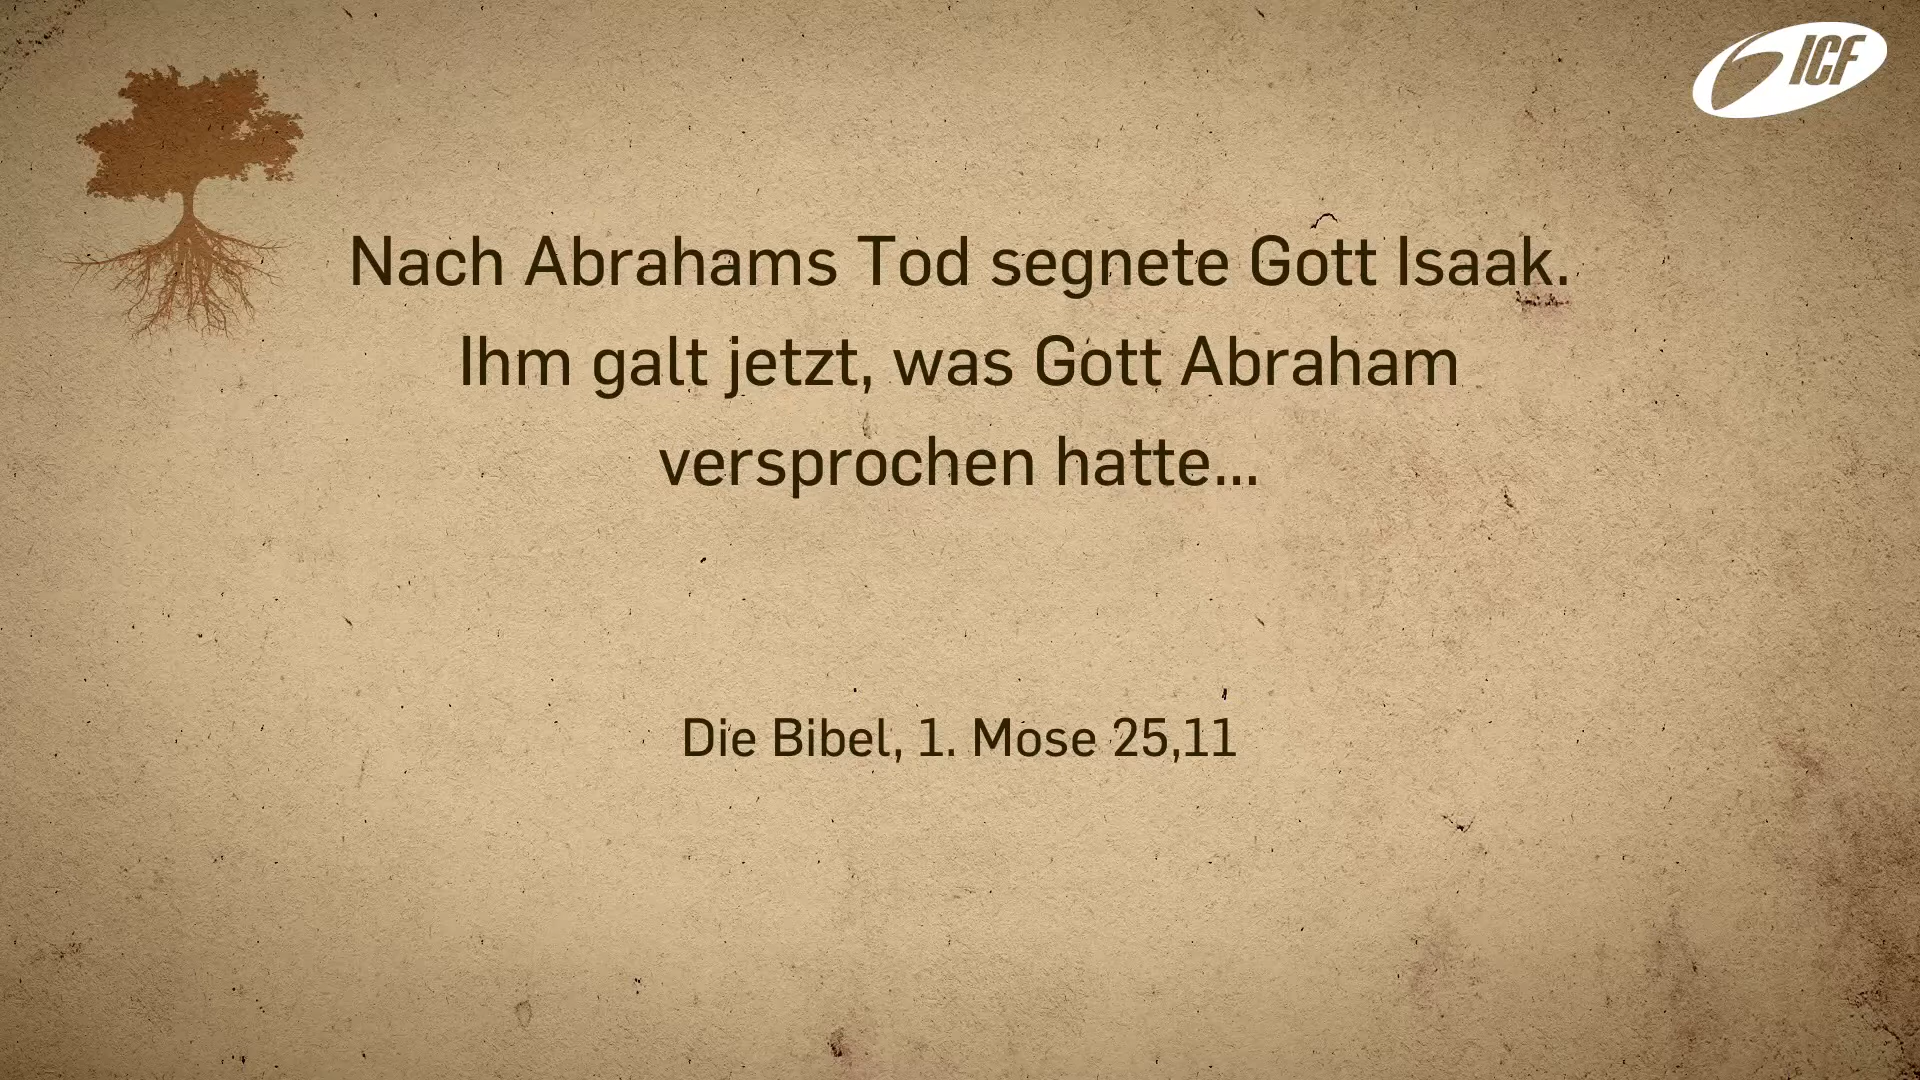 ICF
Nach Abrahams Tod segnete Gott Isaak.
Ihm galt jetzt, was Gott Abraham
versprochen hatte...
Die Bibel, 1. Mose 25,11